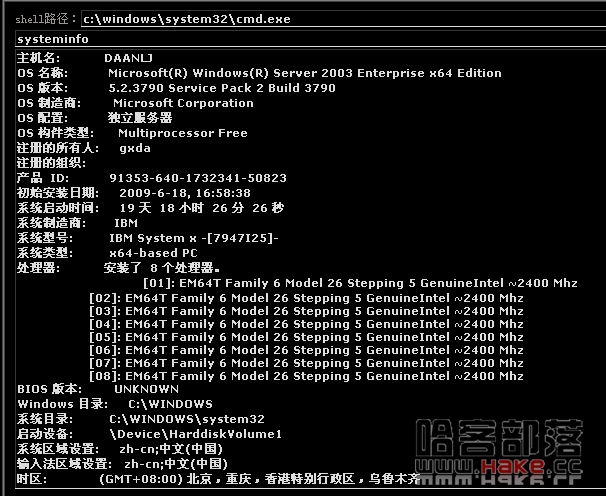 shell路径：c:\windows\system32\cmd.exe
systeminfo
主机名: DAANLJ
OS 名称: Microsoft(R) Windows(R) Server 2003 Enterprise x64 Edition
OS 版本: 5.2.3790 Service Pack 2 Build 3790
OS 制造商: Microsoft Corporation
OS 配置: 独立服务器
OS 构件类型: Multiprocessor Free
注册的所有人: gxda
注册的组织:
产品 ID: 91353-640-1732341-50823
初始安装日期: 2009-6-18, 16:58:38
系统启动时间: 19 天 18 小时 26 分 26 秒
系统制造商: IBM
系统型号: IBM System x -[7947I25]-
系统类型: x64-based PC
处理器: 安装了 8 个处理器。
[01]: EM64T Family 6 Model 26 Stepping 5 GenuineIntel ~2400 Mhz
[02]: EM64T Family 6 Model 26 Stepping 5 GenuineIntel ~2400 Mhz
[03]: EM64T Family 6 Model 26 Stepping 5 GenuineIntel ~2400 Mhz
[04]: EM64T Family 6 Model 26 Stepping 5 GenuineIntel ~2400 Mhz
[05]: EM64T Family 6 Model 26 Stepping 5 GenuineIntel ~2400 Mhz
[06]: EM64T Family 6 Model 26 Stepping 5 GenuineIntel ~2400 Mhz
[07]: EM64T Family 6 Model 26 Stepping 5 GenuineIntel ~2400 Mhz
[08]: EM64T Family 6 Model 26 Stepping 5 GenuineIntel ~2400 Mhz
BIOS 版本: UNKNOWN
Windows 目录: C:\WINDOWS
系统目录: C:\WINDOWS\system32
启动设备: \Device\HarddiskVolume1
系统区域设置: zh-cn;中文(中国)
输入法区域设置: zh-cn;中文(中国)
时区: (GMT+08:00) 北京，重庆，香港特别行政区，乌鲁木齐
哈客部落
www.Hake.cc